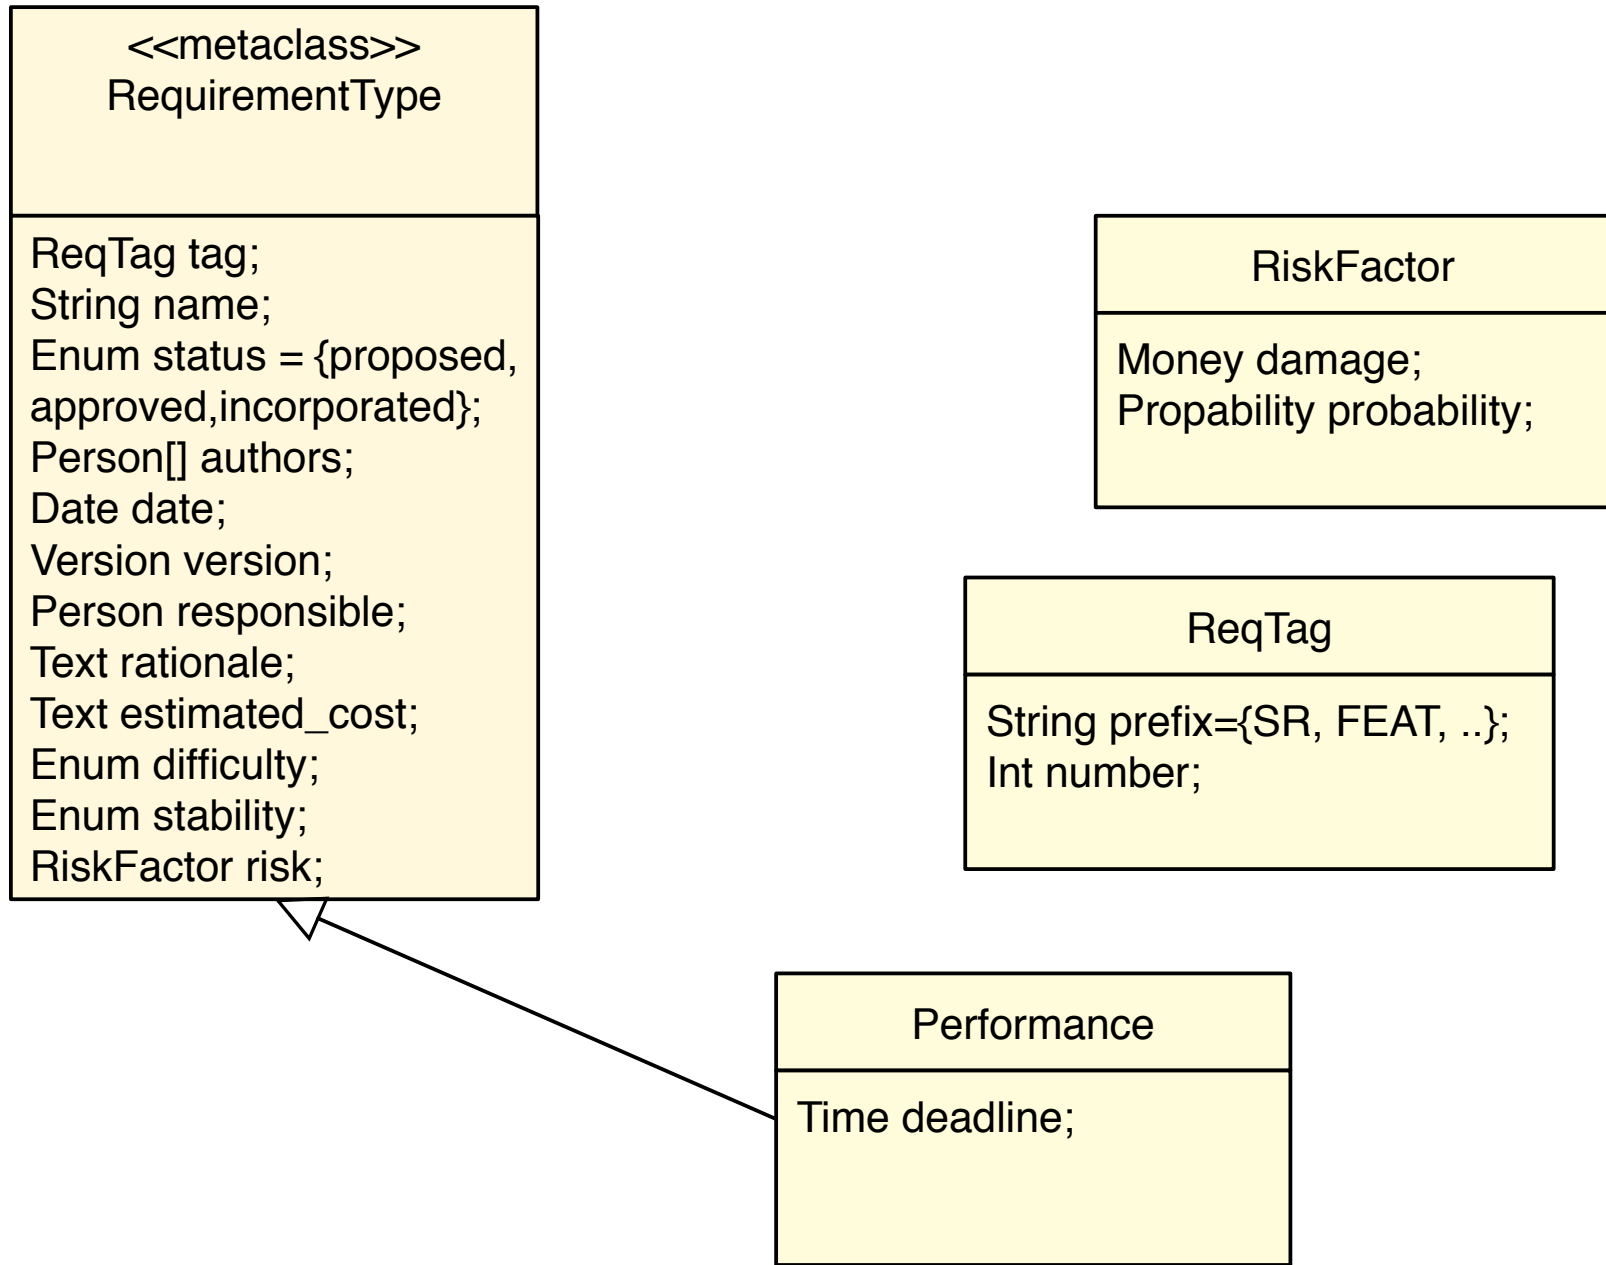 <<metaclass>>
RequirementType
ReqTag tag;
String name;
Enum status = {proposed,
approved,incorporated};
Person[] authors;
Date date;
Version version;
Person responsible;
Text rationale;
Text estimated_cost;
Enum difficulty;
Enum stability;
RiskFactor risk;
RiskFactor
Money damage;
Propability probability;
ReqTag
String prefix={SR, FEAT, ..};
Int number;
Performance
Time deadline;